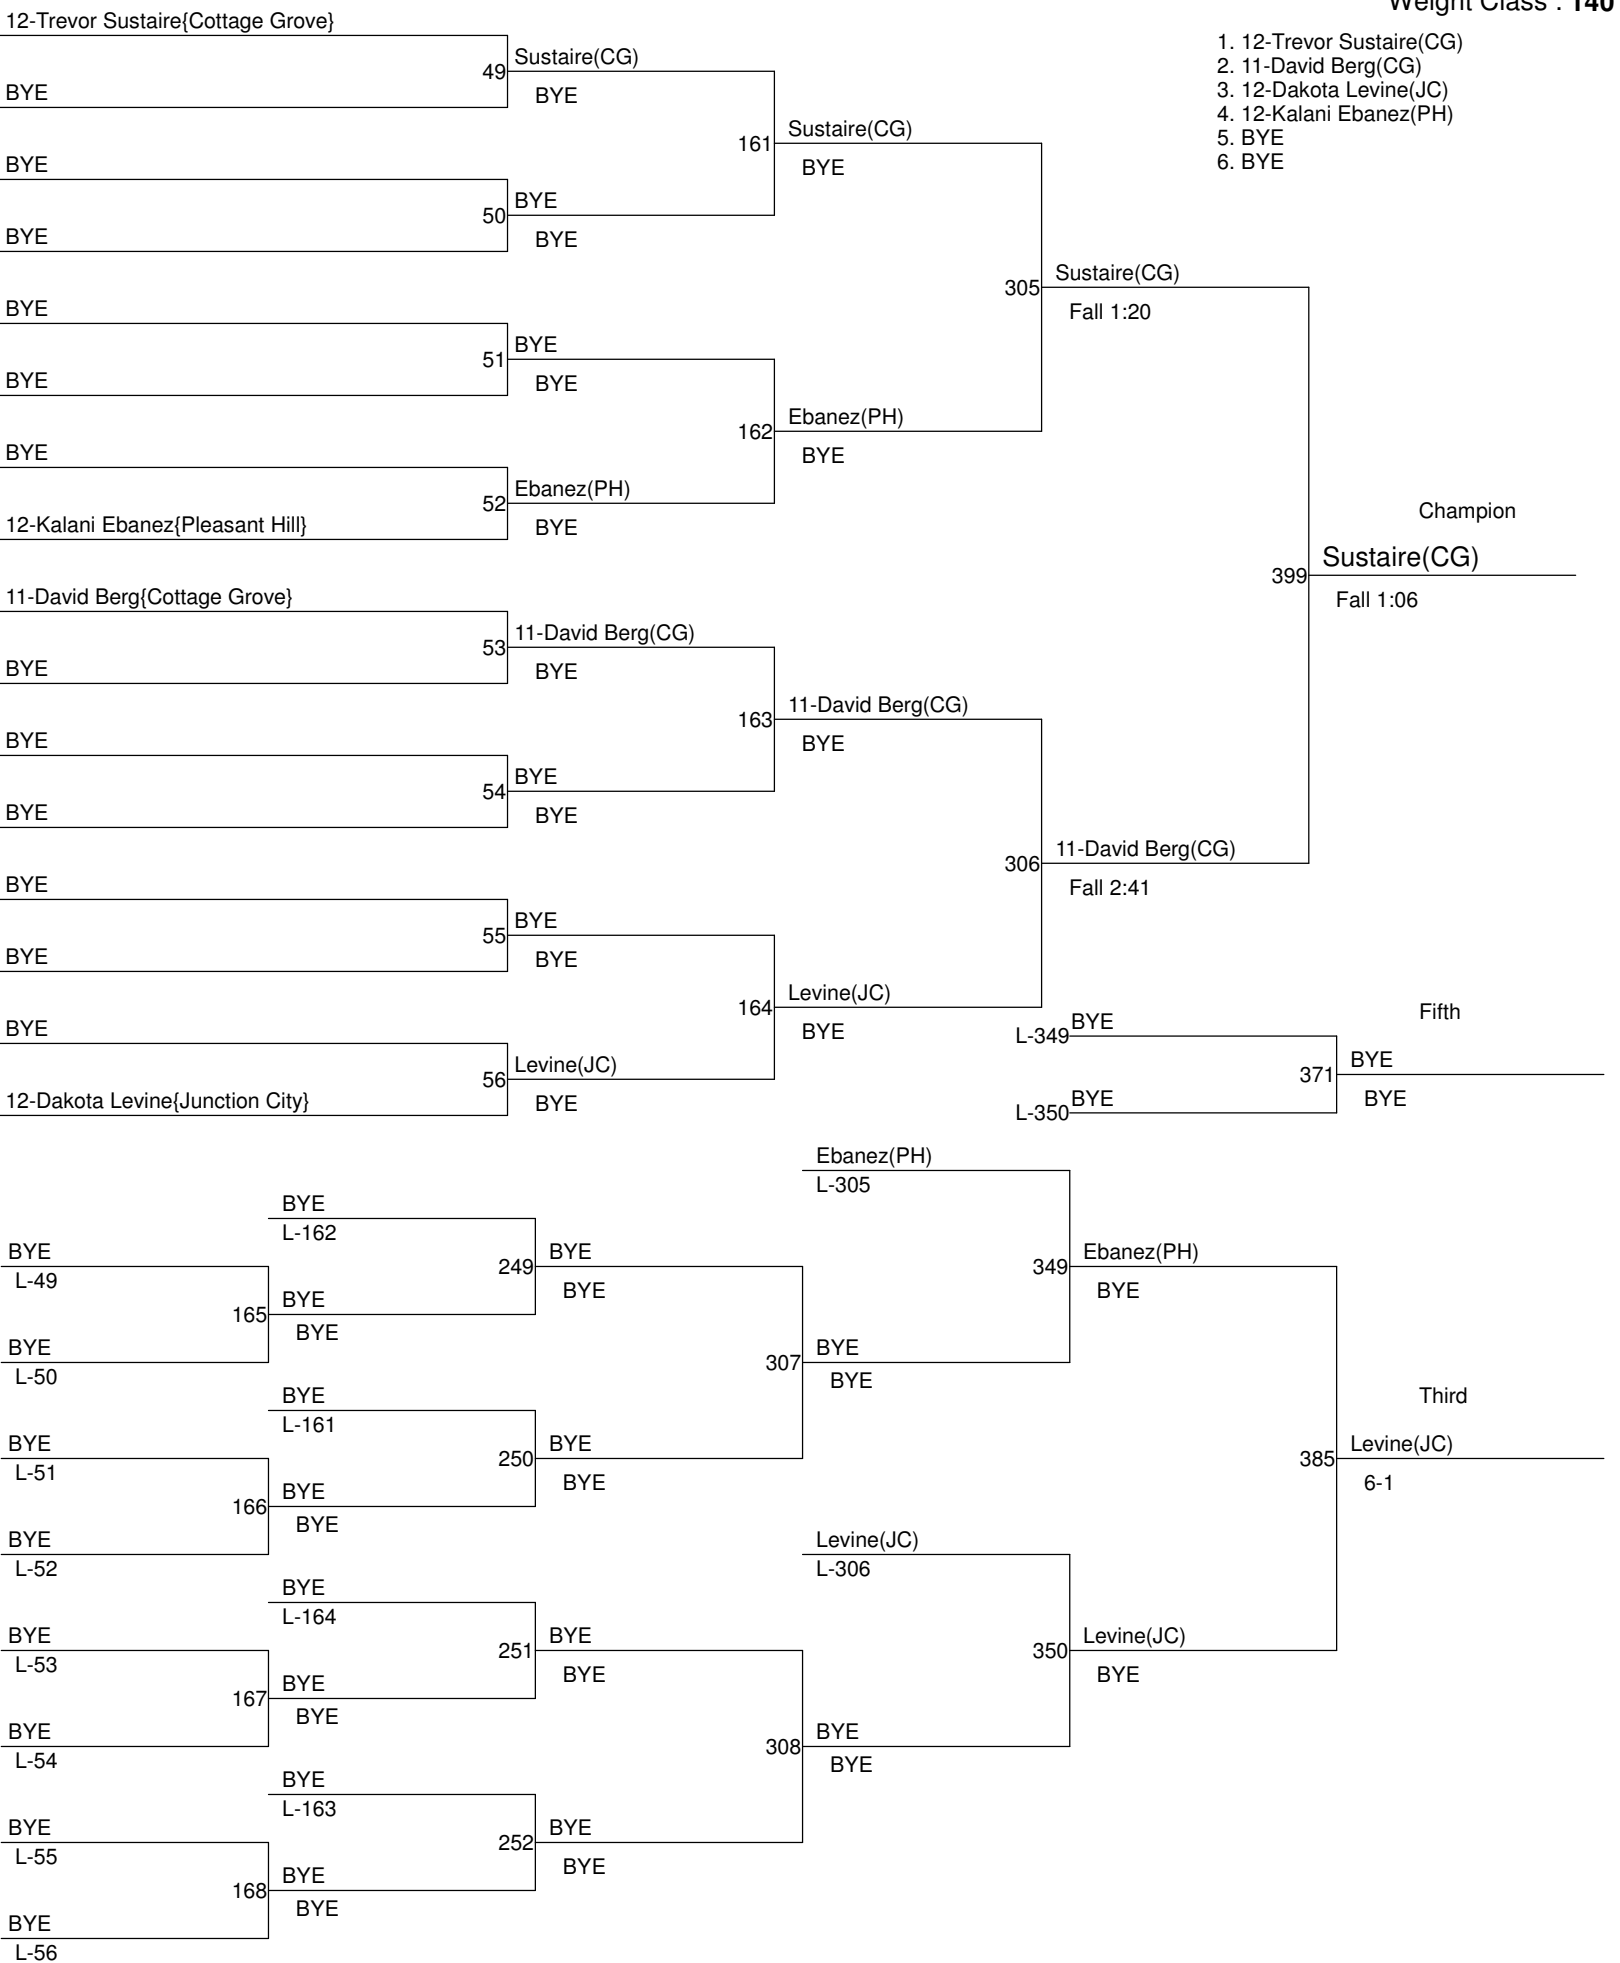 Weight Class : 140
12-Trevor Sustaire{Cottage Grove}
1. 12-Trevor Sustaire(CG)
2. 11-David Berg(CG)
3. 12-Dakota Levine(JC)
4. 12-Kalani Ebanez(PH)
5. BYE
6. BYE
Sustaire(CG)
49
BYE
BYE
Sustaire(CG)
161
BYE
BYE
BYE
50
BYE
BYE
Sustaire(CG)
305
Fall 1:20
BYE
BYE
51
BYE
BYE
Ebanez(PH)
162
BYE
BYE
Ebanez(PH)
52
12-Kalani Ebanez{Pleasant Hill}
BYE
Champion
Sustaire(CG)
399
Fall 1:06
11-David Berg{Cottage Grove}
11-David Berg(CG)
53
BYE
BYE
11-David Berg(CG)
163
BYE
BYE
BYE
54
BYE
BYE
11-David Berg(CG)
306
Fall 2:41
BYE
BYE
55
BYE
BYE
Levine(JC)
164
BYE
BYE
Levine(JC)
56
12-Dakota Levine{Junction City}
BYE
Fifth
BYE
L-349
BYE
371
BYE
BYE
L-350
Ebanez(PH)
L-305
BYE
L-162
BYE
L-49
249
BYE
BYE
349
Ebanez(PH)
BYE
165
BYE
BYE
BYE
L-50
307
BYE
BYE
BYE
L-161
Third
BYE
L-51
250
BYE
BYE
385
Levine(JC)
6-1
166
BYE
BYE
BYE
L-52
Levine(JC)
L-306
BYE
L-164
BYE
L-53
251
BYE
BYE
350
Levine(JC)
BYE
167
BYE
BYE
BYE
L-54
308
BYE
BYE
BYE
L-163
BYE
L-55
252
BYE
BYE
168
BYE
BYE
BYE
L-56